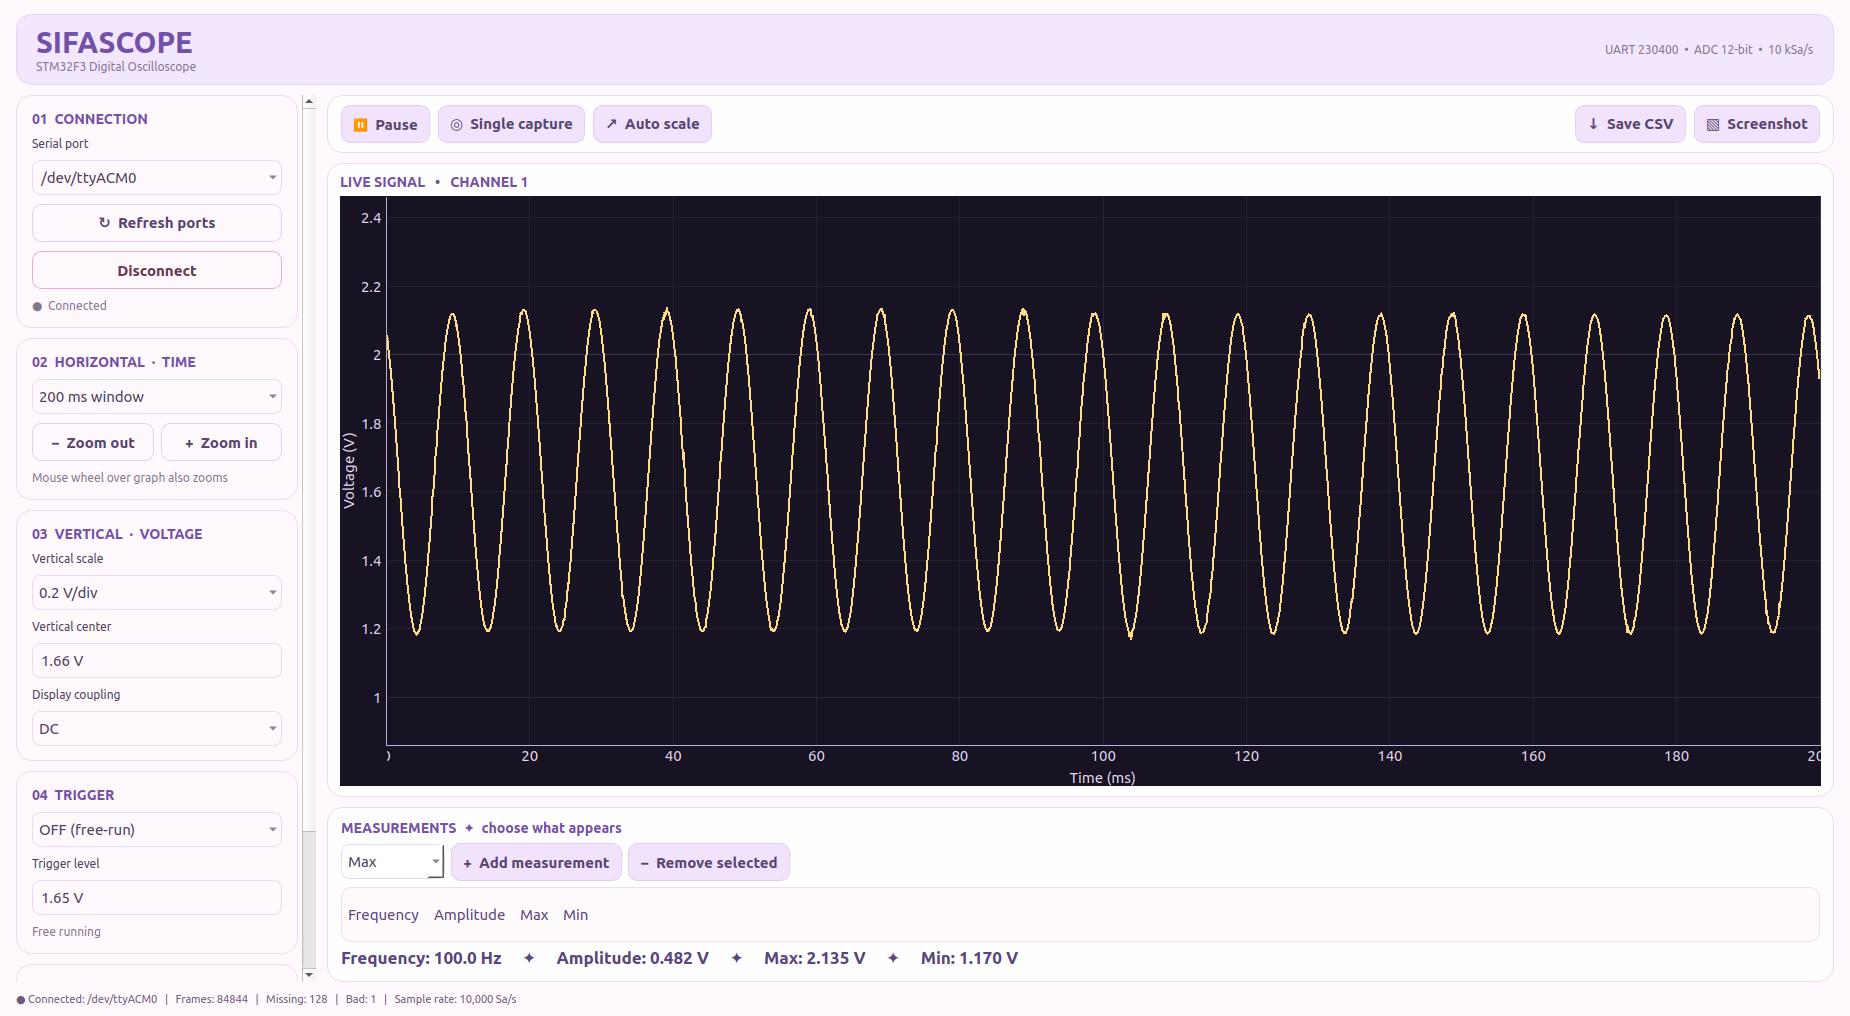 SIFASCOPE
STM32F3 Digital Oscilloscope
UART 230400 • ADC 12-bit • 10 kSa/s
01 CONNECTION
Serial port
/dev/ttyACM0
↻ Refresh ports
Disconnect
● Connected
02 HORIZONTAL · TIME
200 ms window
− Zoom out
+ Zoom in
Mouse wheel over graph also zooms
03 VERTICAL · VOLTAGE
Vertical scale
0.2 V/div
Vertical center
1.66 V
Display coupling
DC
04 TRIGGER
OFF (free-run)
Trigger level
1.65 V
Free running
⏸ Pause
◎ Single capture
↗ Auto scale
↓ Save CSV
▧ Screenshot
LIVE SIGNAL • CHANNEL 1
2.4
2.2
2
1.8
1.6
1.4
1.2
1
Voltage (V)
20 40 60 80 100 120 140 160 180
Time (ms)
MEASUREMENTS ✦ choose what appears
Max
+ Add measurement
− Remove selected
Frequency Amplitude Max Min
Frequency: 100.0 Hz ✦ Amplitude: 0.482 V ✦ Max: 2.135 V ✦ Min: 1.170 V
● Connected: /dev/ttyACM0 | Frames: 84844 | Missing: 128 | Bad: 1 | Sample rate: 10,000 Sa/s